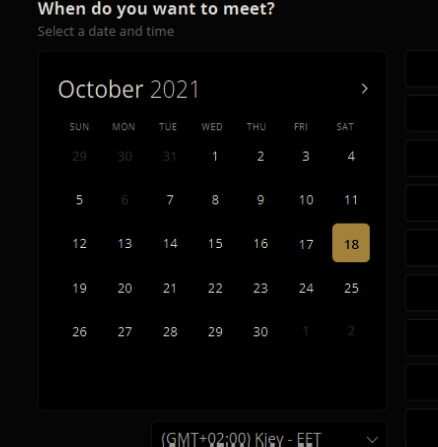 When do you want to meet?
Select a date and time
October 2021 >
SUN MON TUE WED THU FRI SAT
29 30 31 1 2 3 4
5 6 7 8 9 10 11
12 13 14 15 16 17 18
19 20 21 22 23 24 25
26 27 28 29 30 1 2
(GMT+02:00) Kiev - EET